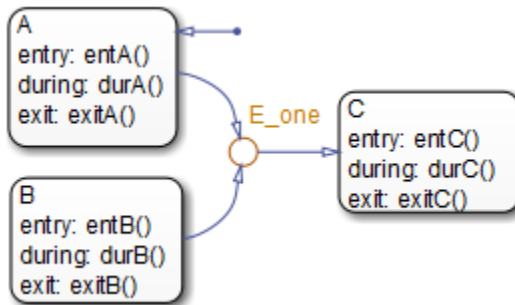 A
entry: entA()
during: durA()
exit: exitA()
E_one
C
entry: entC()
during: durC()
exit: exitC()
B
entry: entB()
during: durB()
exit: exitB()